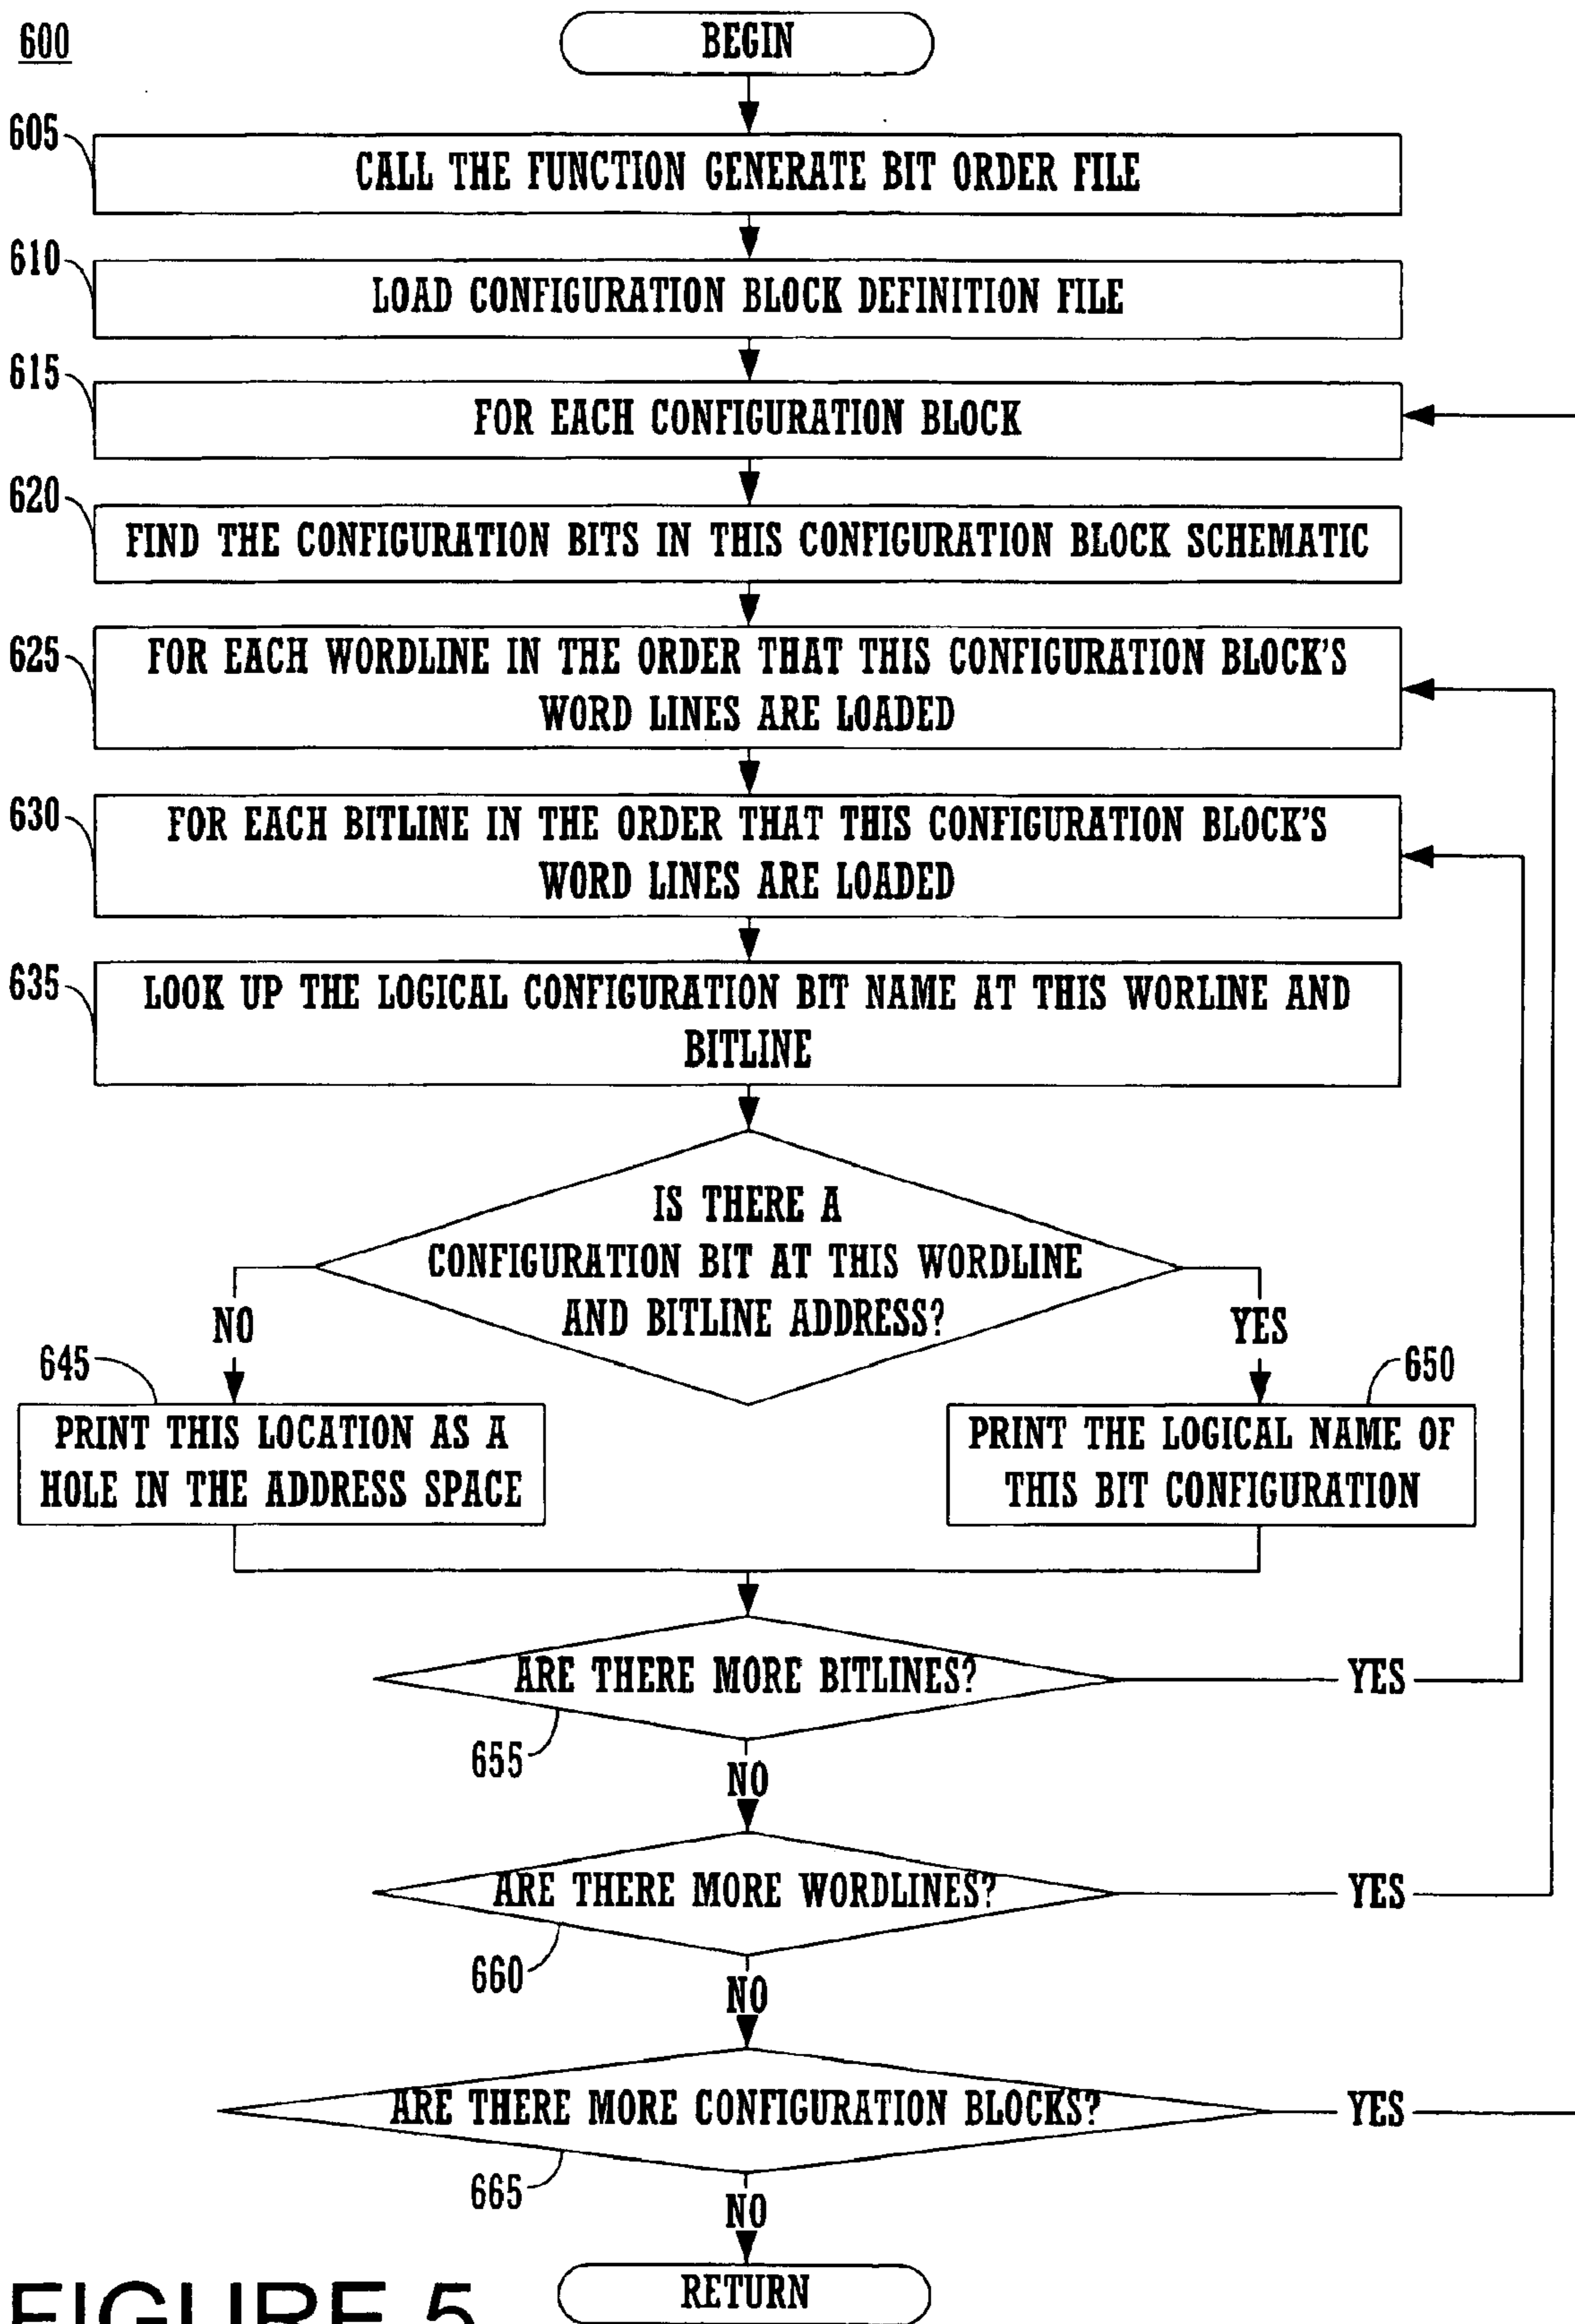 600
BEGIN
605
CALL THE FUNCTION GENERATE BIT ORDER FILE
610
LOAD CONFIGURATION BLOCK DEFINITION FILE
615
FOR EACH CONFIGURATION BLOCK
620
FIND THE CONFIGURATION BITS IN THIS CONFIGURATION BLOCK SCHEMATIC
625
FOR EACH WORDLINE IN THE ORDER THAT THIS CONFIGURATION BLOCK'S
WORD LINES ARE LOADED
630
FOR EACH BITLINE IN THE ORDER THAT THIS CONFIGURATION BLOCK'S
WORD LINES ARE LOADED
635
LOOK UP THE LOGICAL CONFIGURATION BIT NAME AT THIS WORLINE AND
BITLINE
IS THERE A
CONFIGURATION BIT AT THIS WORDLINE
AND BITLINE ADDRESS?
NO
YES
645
650
PRINT THIS LOCATION AS A
HOLE IN THE ADDRESS SPACE
PRINT THE LOGICAL NAME OF
THIS BIT CONFIGURATION
ARE THERE MORE BITLINES?
YES
655
NO
ARE THERE MORE WORDLINES?
YES
660
NO
ARE THERE MORE CONFIGURATION BLOCKS?
YES
665
NO
RETURN
FIGURE 5